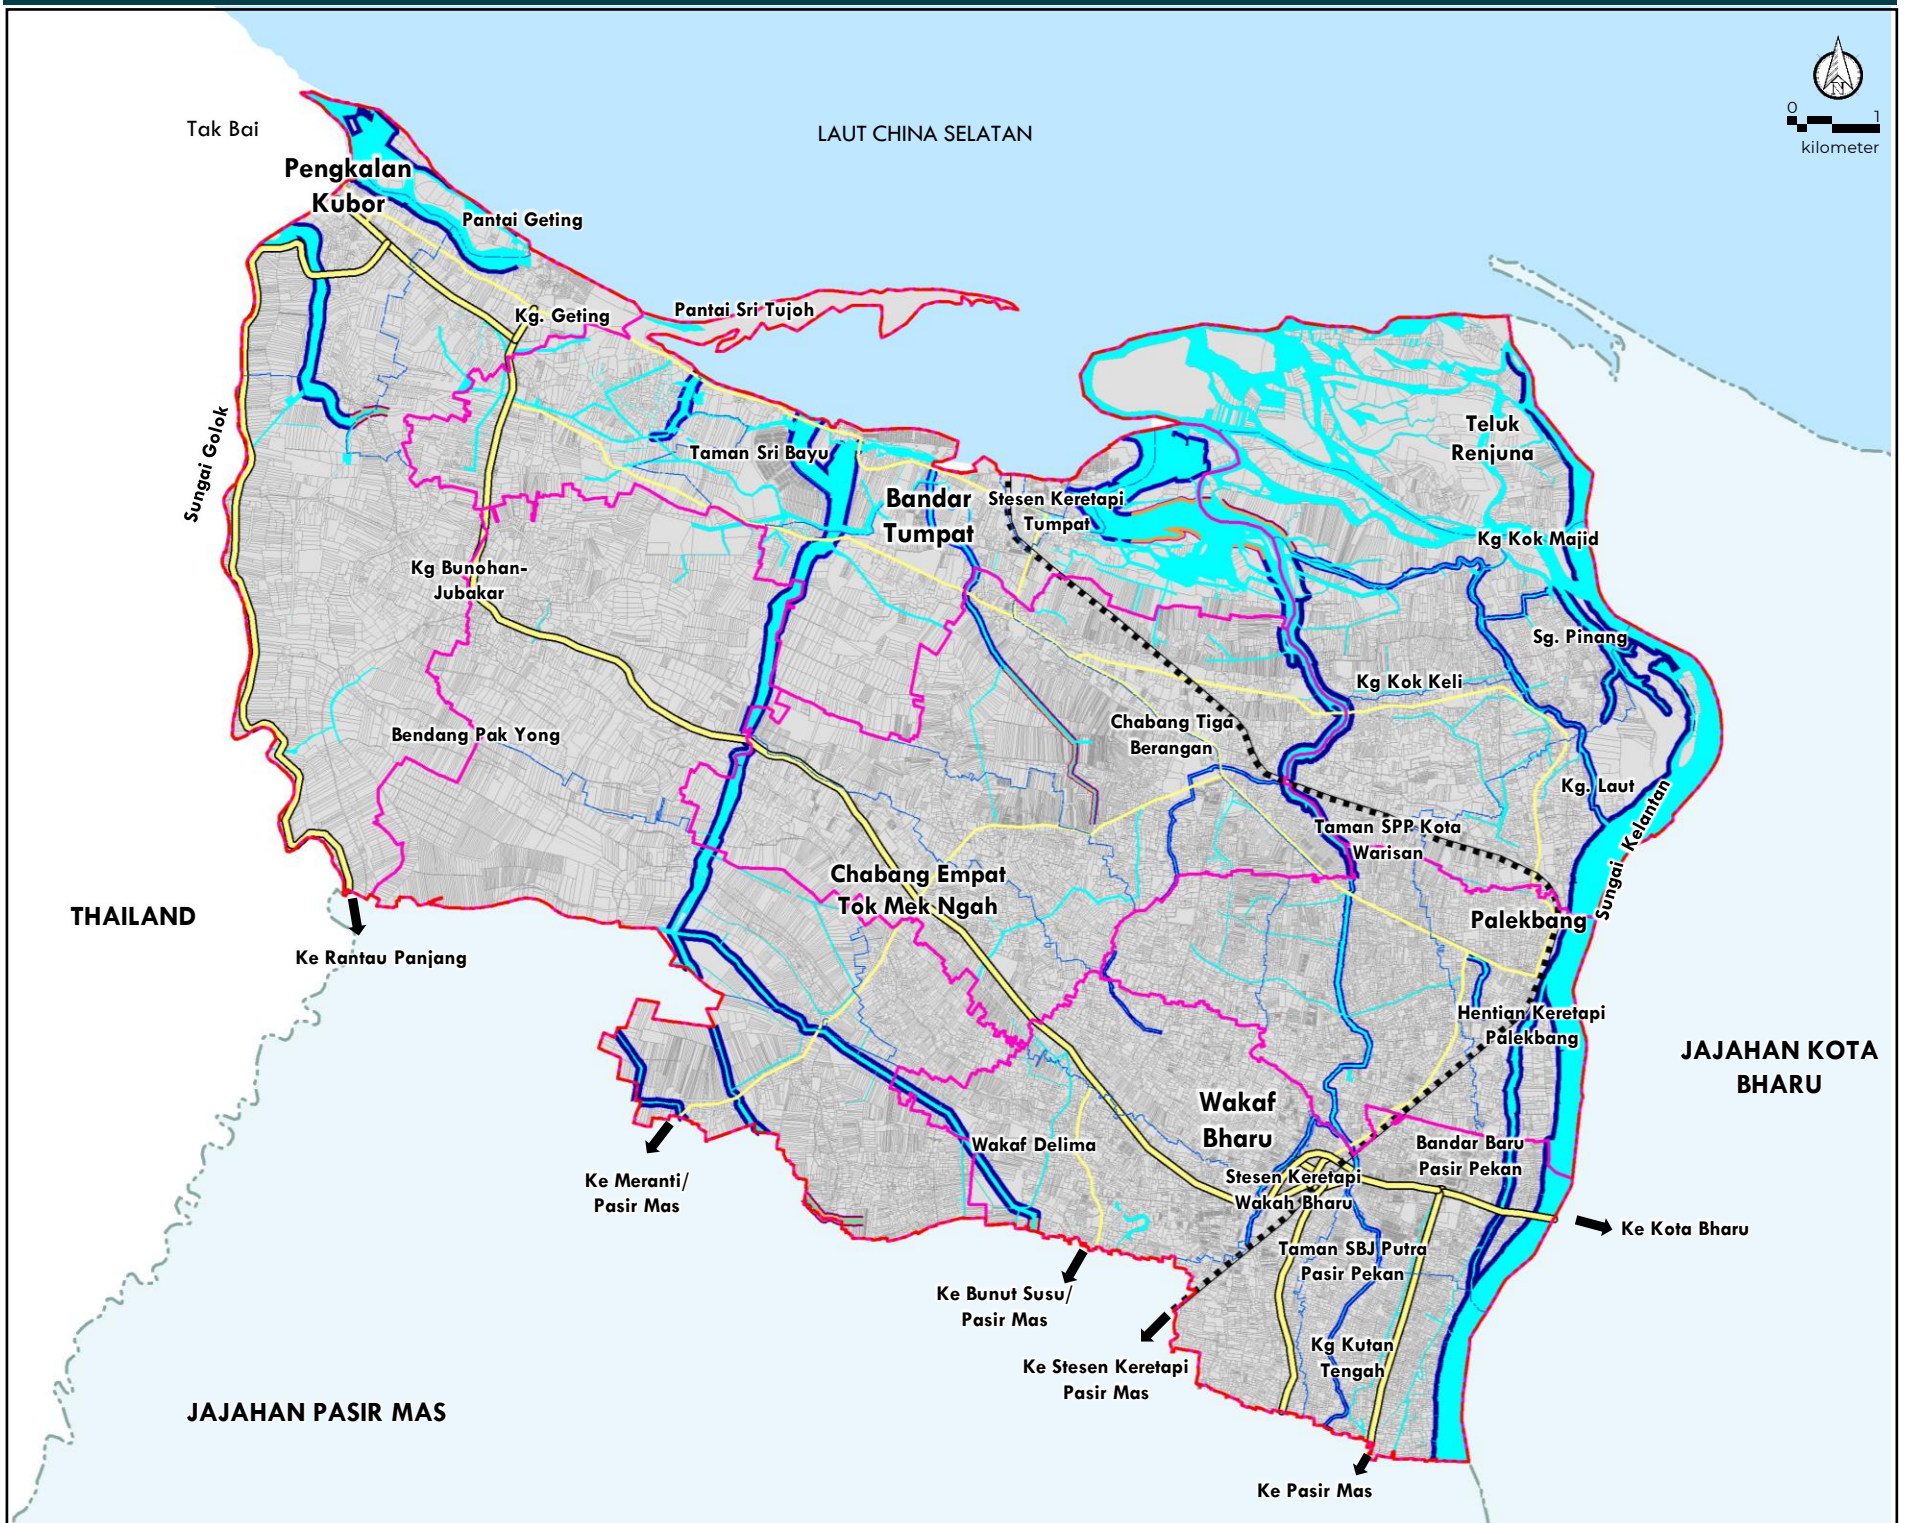 N
0 1
kilometer
Tak Bai
LAUT CHINA SELATAN
Pengkalan
Kubor
Pantai Geting
Kg. Geting
Pantai Sri Tujoh
Sungai Golok
Taman Sri Bayu
Bandar
Tumpat
Stesen Keretapi
Tumpat
Teluk
Renjuna
Kg Kok Majid
Kg Bunohan-
Jubakar
Sg. Pinang
Kg Kok Keli
Bendang Pak Yong
Chabang Tiga
Berangan
Kg. Laut
Sungai Kelantan
Taman SPP Kota
Warisan
Chabang Empat
Tok Mek Ngah
Palekbang
THAILAND
Ke Rantau Panjang
Hentian Keretapi
Palekbang
JAJAHAN KOTA
BHARU
Wakaf
Bharu
Wakaf Delima
Bandar Baru
Pasir Pekan
Ke Meranti/
Pasir Mas
Stesen Keretapi
Wakah Bharu
Ke Kota Bharu
Taman SBJ Putra
Pasir Pekan
Ke Bunut Susu/
Pasir Mas
Kg Kutan
Tengah
Ke Stesen Keretapi
Pasir Mas
JAJAHAN PASIR MAS
Ke Pasir Mas